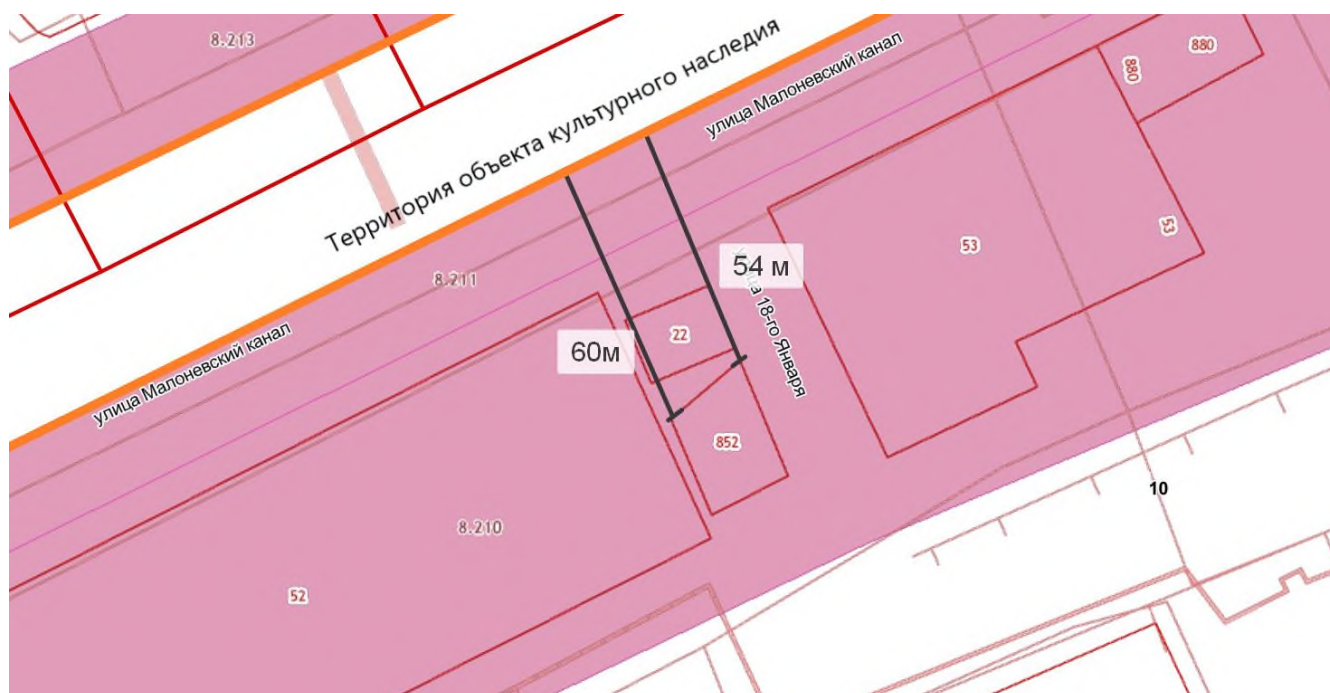 8.213
880
880
улица Малоневский канал
Территория объекта культурного наследия
53
53
8.211
54 м
улица 18-го Января
22
60м
улица Малоневский канал
852
10
8.210
52